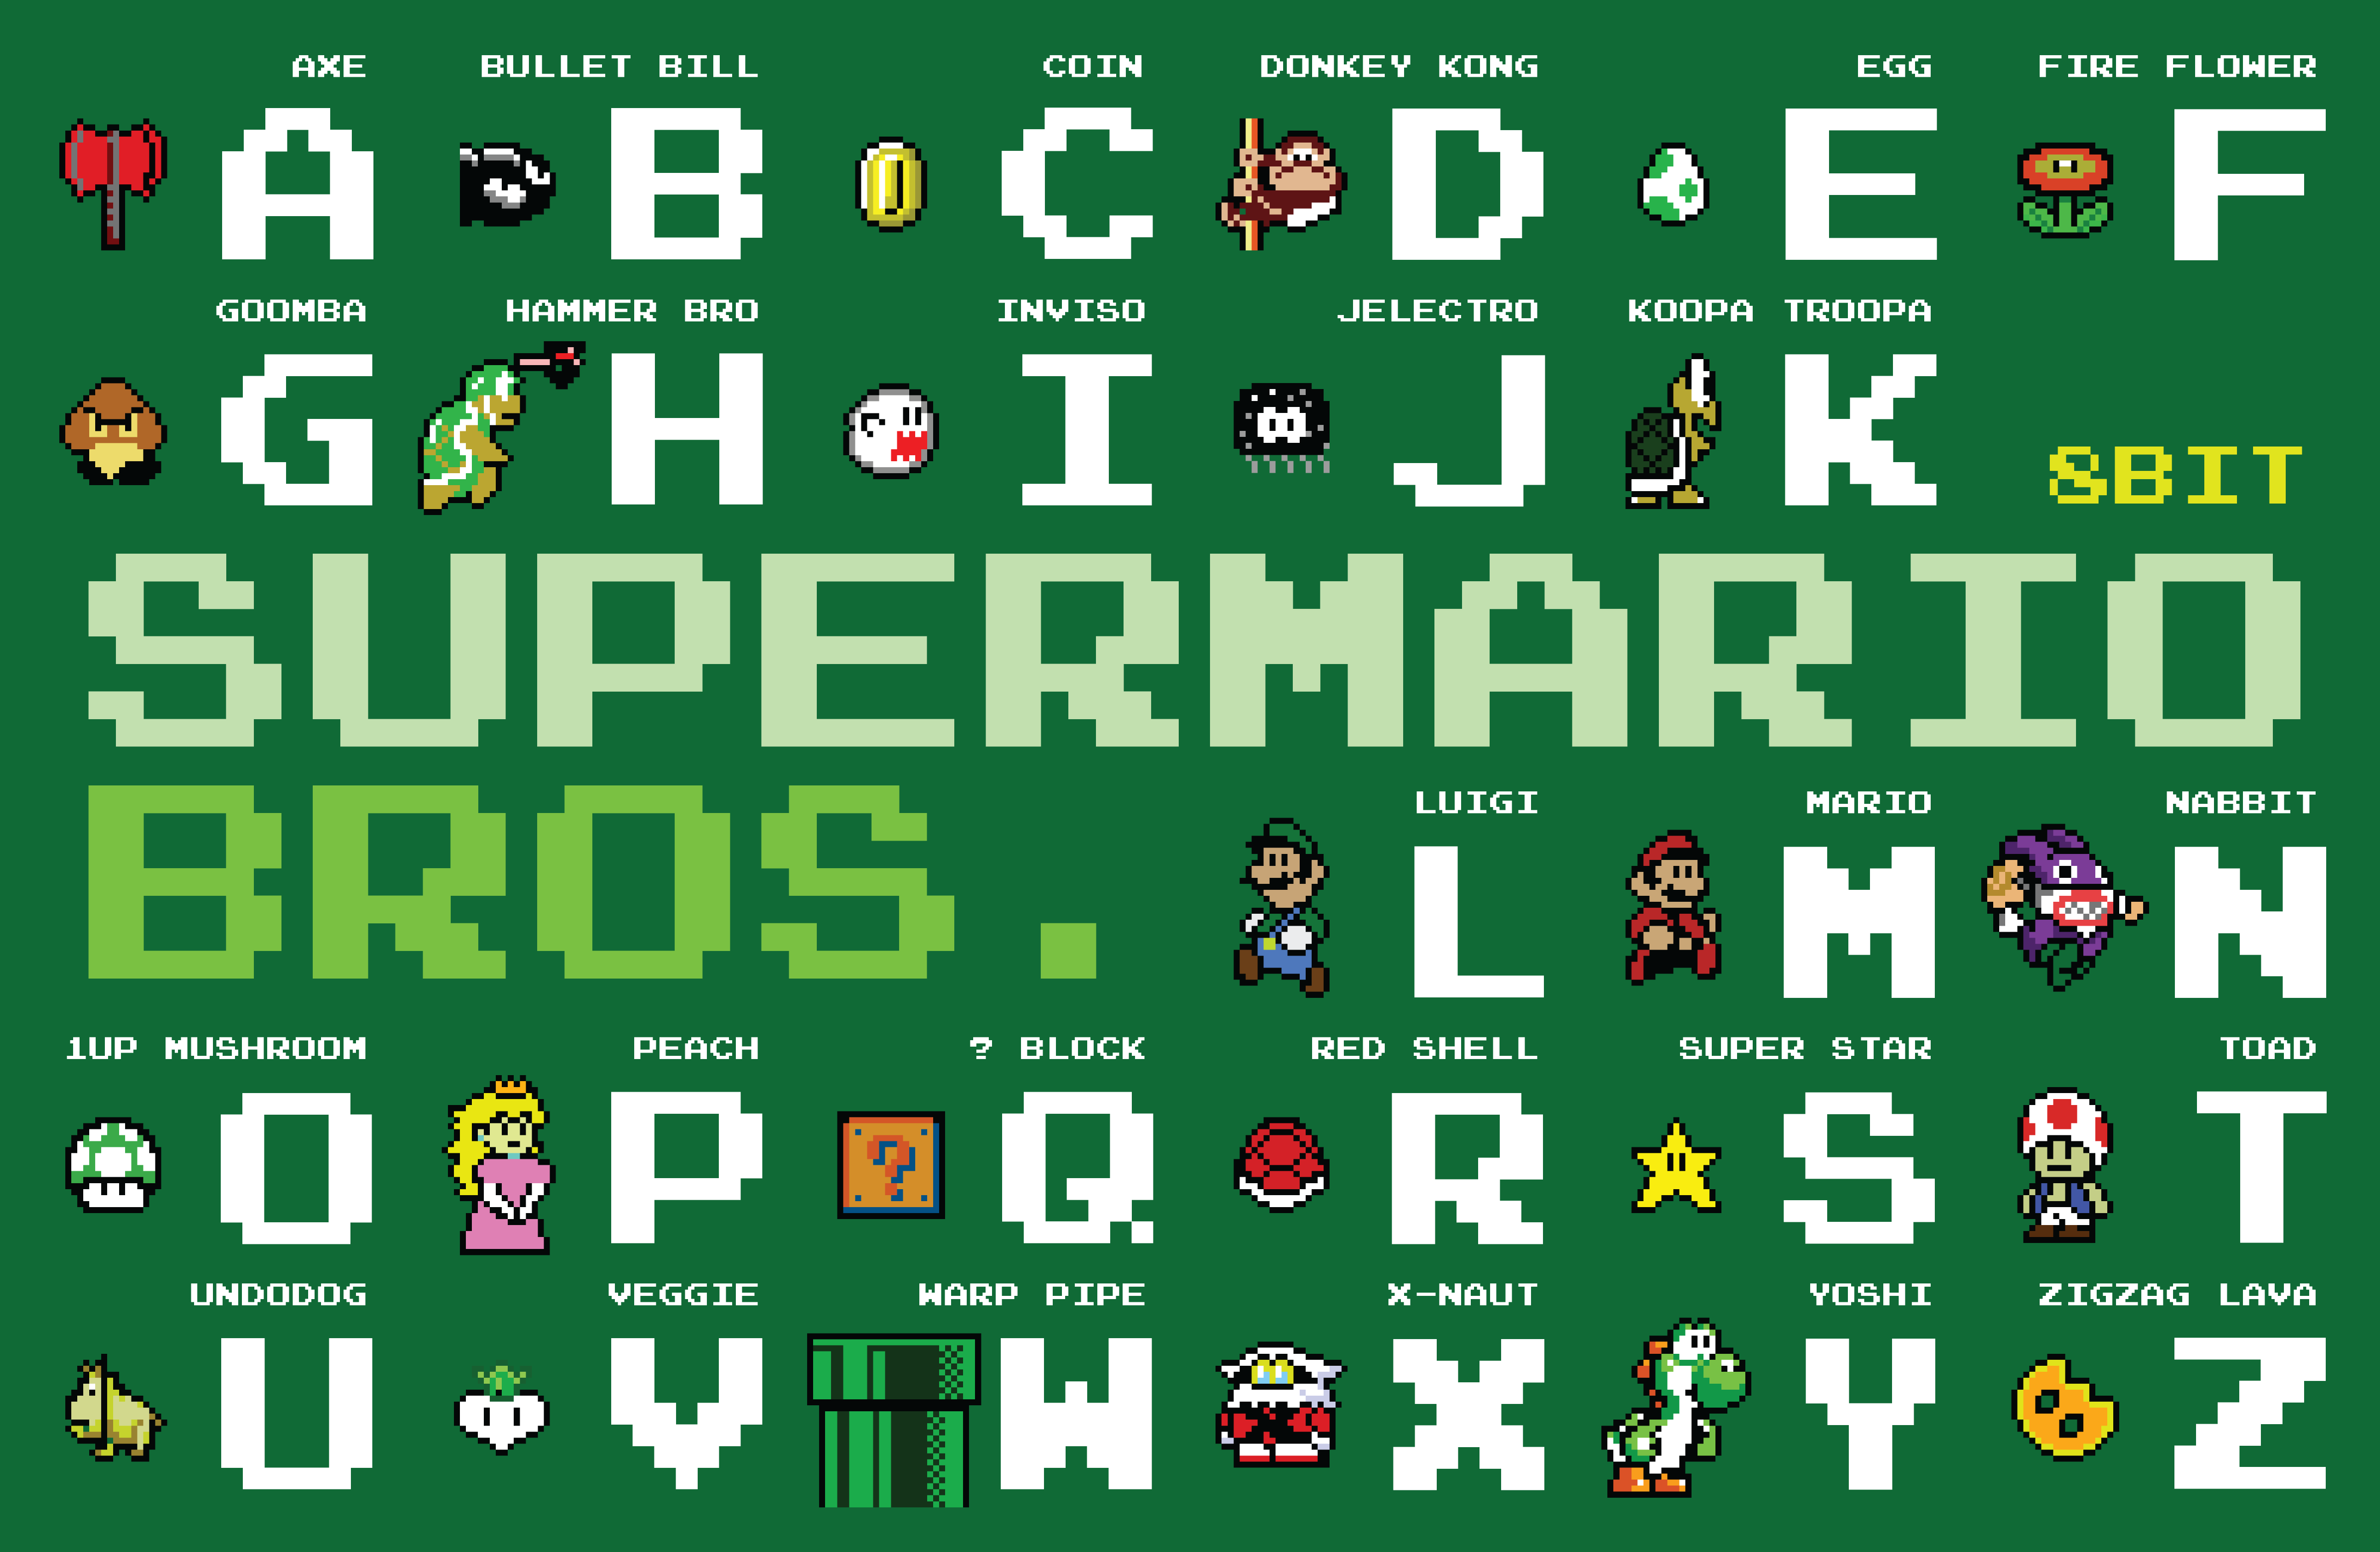 AXE BULLET BILL COIN DONKEY KONG EGG FIRE FLOWER
A B C D E F
GOOMBA HAMMER BRO INVISO JELECTRO KOOPA TROOPA
G H I J K 8BIT
SUPERMARIO
BROS.
LUIGI MARIO NABBIT
L M N
1UP MUSHROOM PEACH ? BLOCK RED SHELL SUPER STAR TOAD
O P ? Q R S T
UNDODOG VEGGIE WARP PIPE X-NAUT YOSHI ZIGZAG LAVA
U V W X Y Z